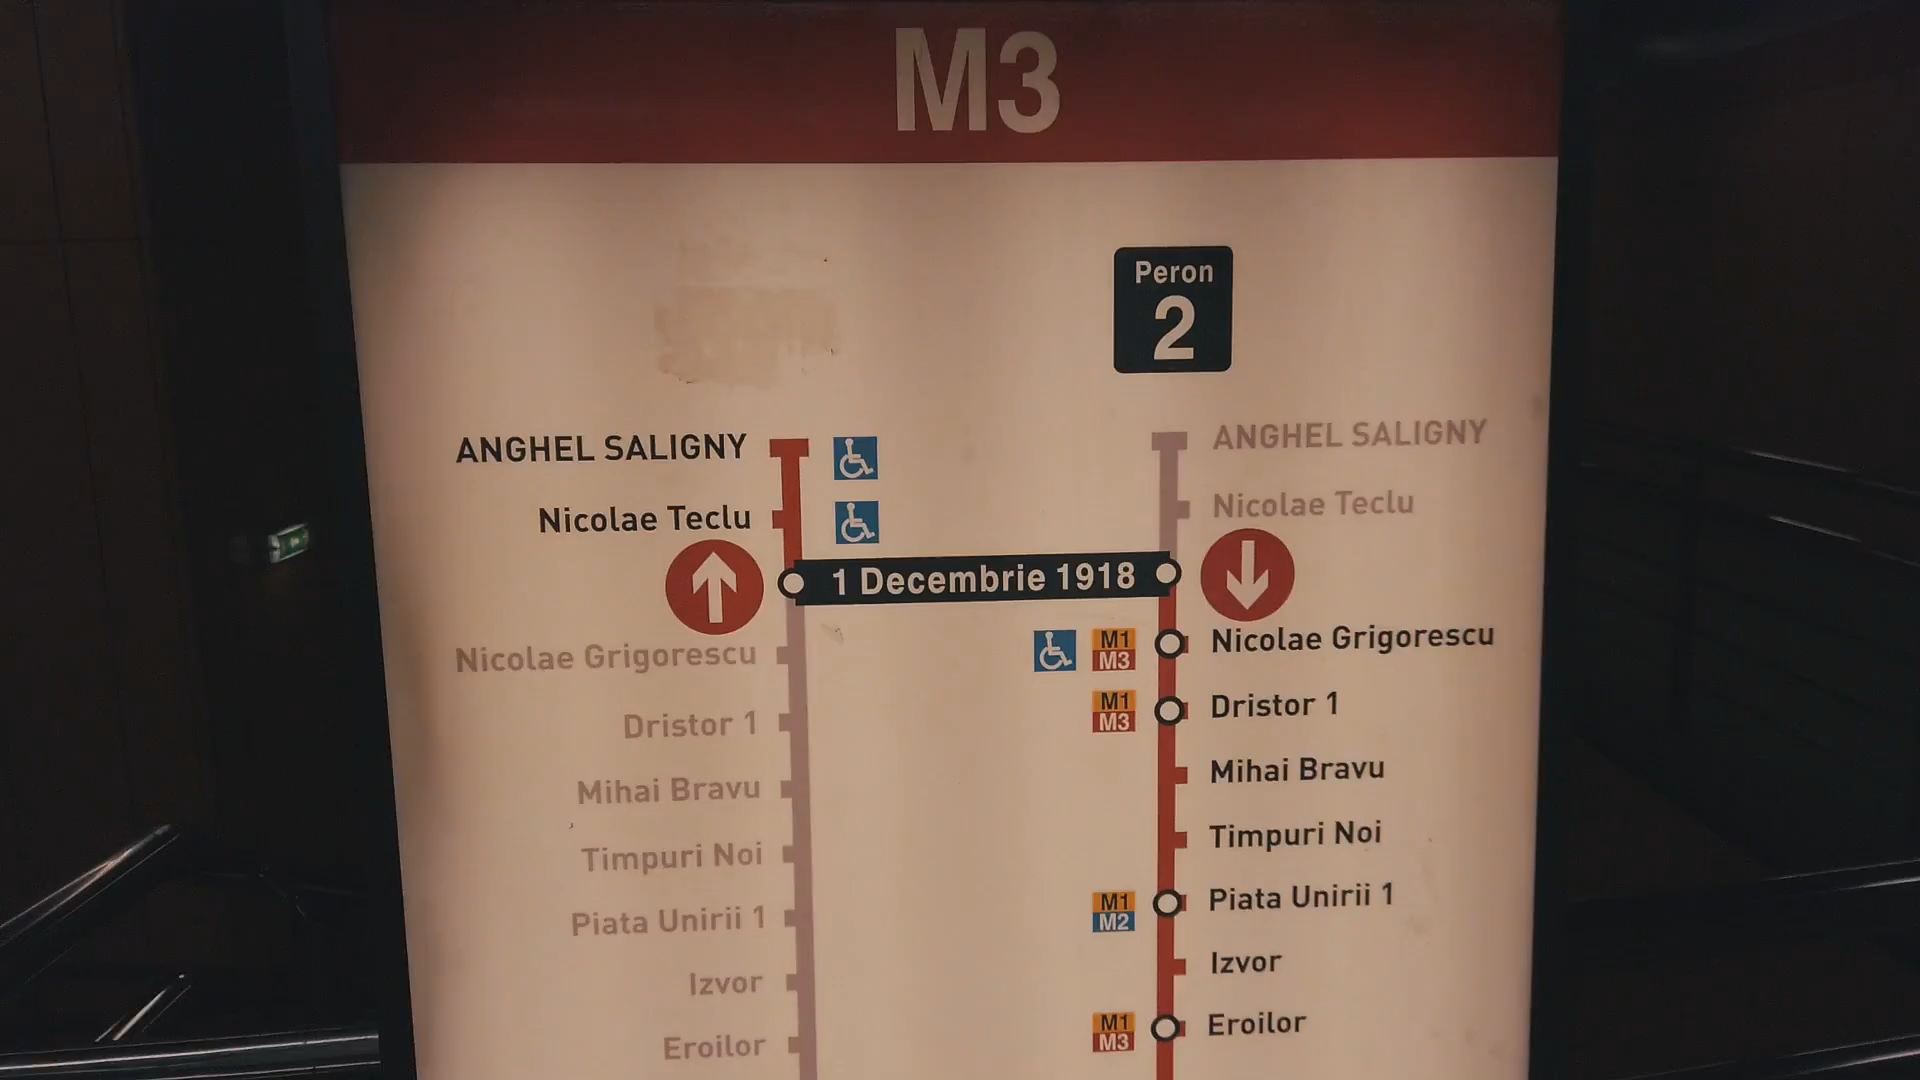 M3
Peron
2
ANGHEL SALIGNY
Nicolae Teclu
1 Decembrie 1918
Nicolae Grigorescu
Dristor 1
Mihai Bravu
Timpuri Noi
Piata Unirii 1
Izvor
Eroilor
ANGHEL SALIGNY
Nicolae Teclu
M1
M3
Nicolae Grigorescu
M1
M3
Dristor 1
Mihai Bravu
Timpuri Noi
M1
M2
Piata Unirii 1
Izvor
M1
M3
Eroilor